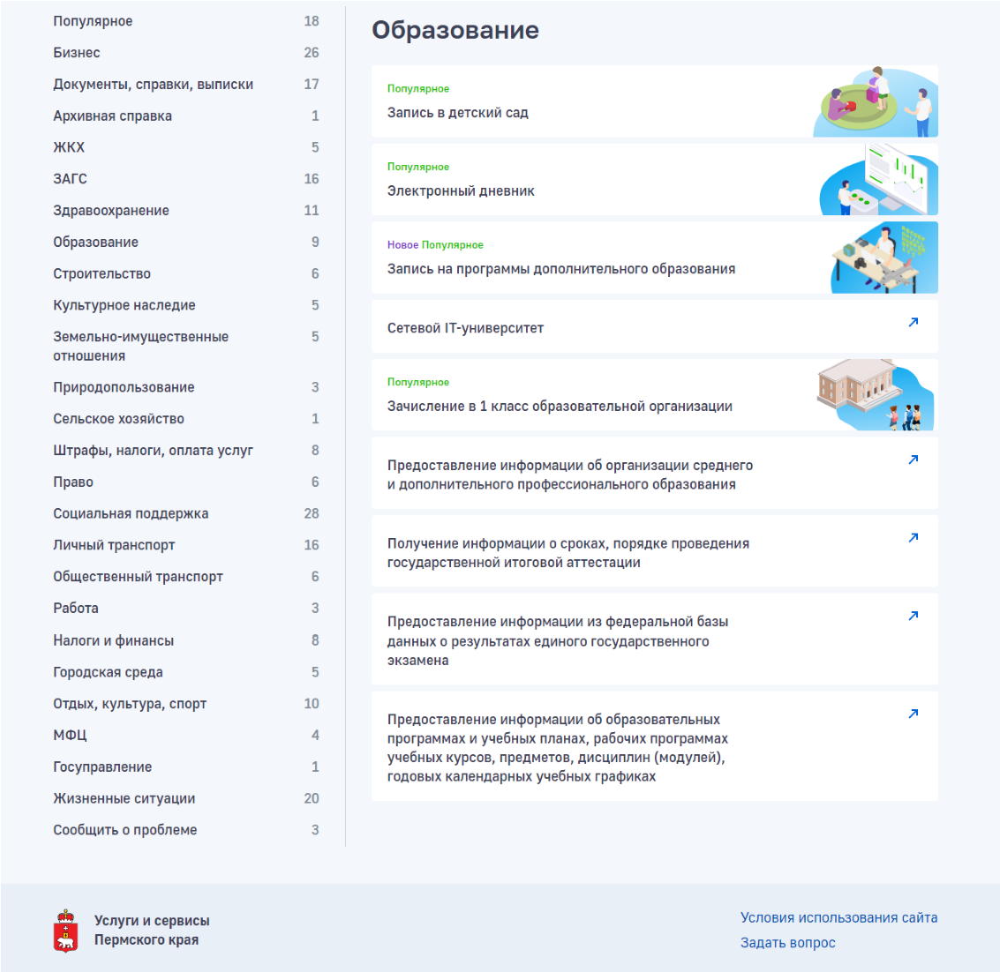 Популярное 18
Бизнес 26
Документы, справки, выписки 17
Архивная справка 1
ЖКХ 5
ЗАГС 16
Здравоохранение 11
Образование 9
Строительство 6
Культурное наследие 5
Земельно-имущественные 5
отношения
Природопользование 3
Сельское хозяйство 1
Штрафы, налоги, оплата услуг 8
Право 6
Социальная поддержка 28
Личный транспорт 16
Общественный транспорт 6
Работа 3
Налоги и финансы 8
Городская среда 5
Отдых, культура, спорт 10
МФЦ 4
Госуправление 1
Жизненные ситуации 20
Сообщить о проблеме 3
Образование
Популярное
Запись в детский сад
Популярное
Электронный дневник
Новое Популярное
Запись на программы дополнительного образования
Сетевой IT-университет
Популярное
Зачисление в 1 класс образовательной организации
Предоставление информации об организации среднего
и дополнительного профессионального образования
Получение информации о сроках, порядке проведения
государственной итоговой аттестации
Предоставление информации из федеральной базы
данных о результатах единого государственного
экзамена
Предоставление информации об образовательных
программах и учебных планах, рабочих программах
учебных курсов, предметов, дисциплин (модулей),
годовых календарных учебных графиках
Услуги и сервисы
Пермского края
Условия использования сайта
Задать вопрос